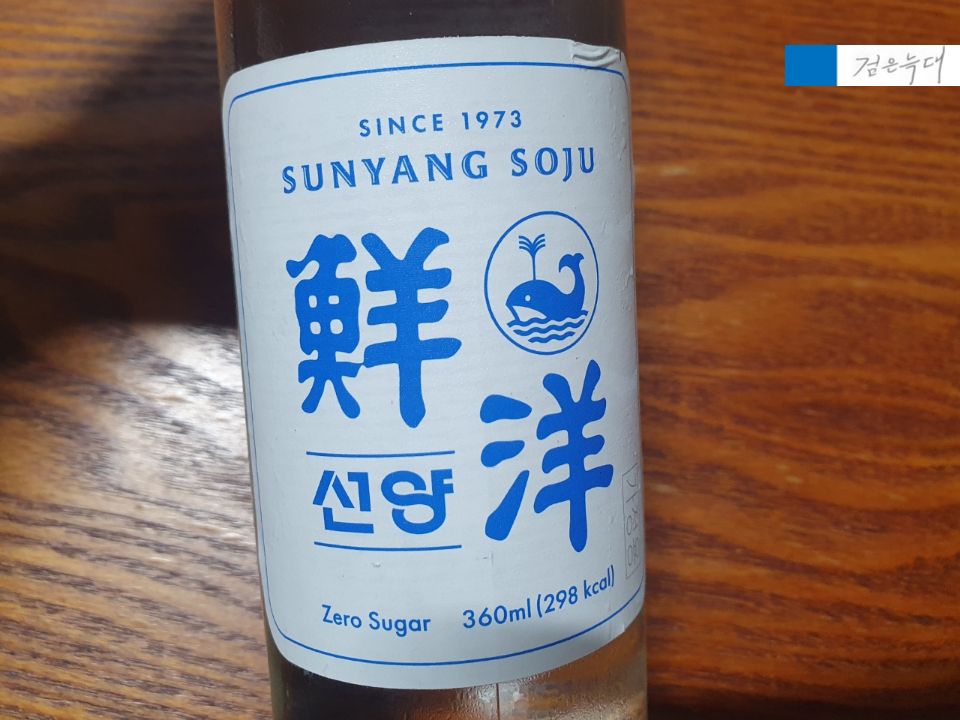 검은늑대
SINCE 1973
SUNYANG SOJU
鮮
洋
선양
Zero Sugar 360ml (298 kcal)